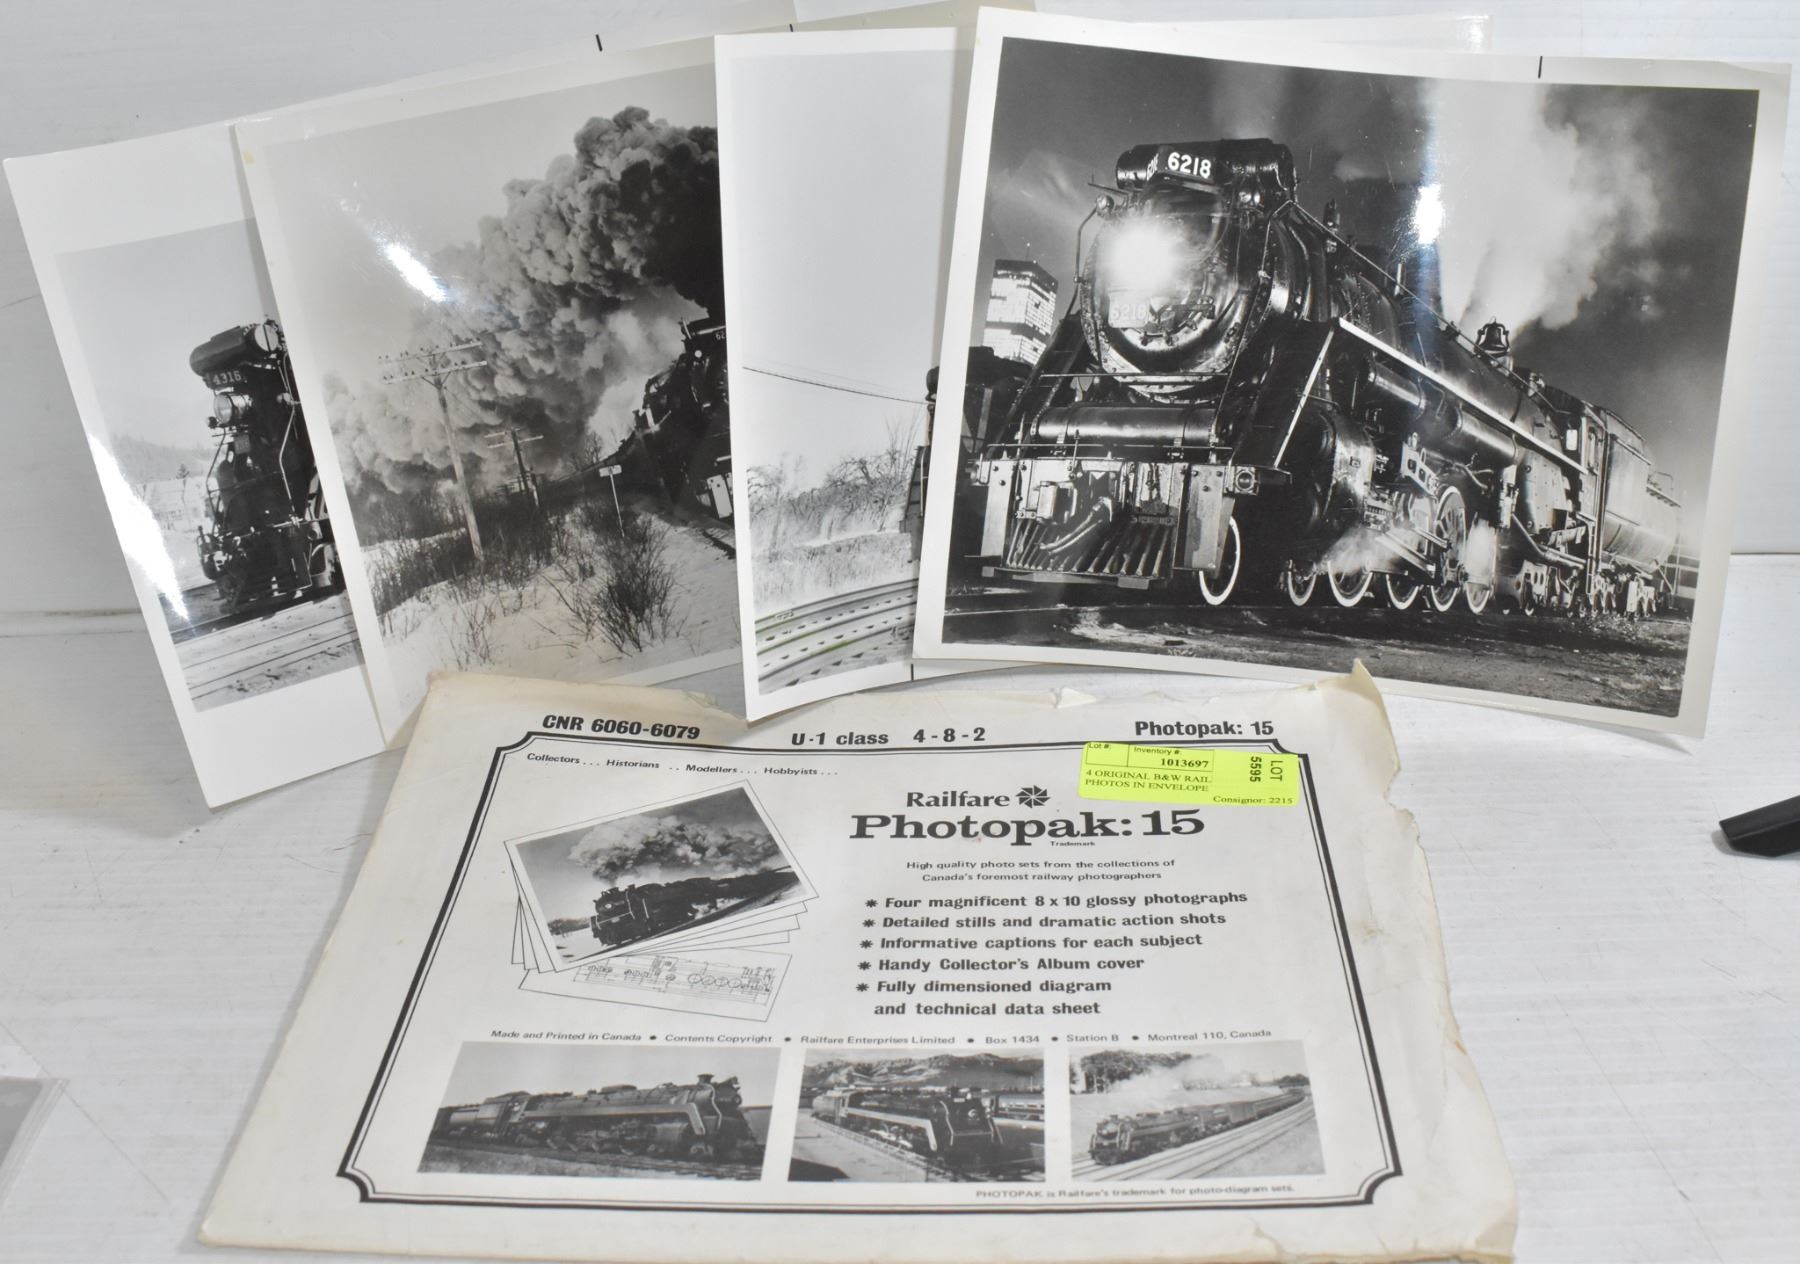 6218
6218
4316
62
CNR 6060-6079
U-1 class 4-8-2
Photopak: 15
Lot #:
Inventory #:
1013697
LOT
5595
4 ORIGINAL B&W RAIL
PHOTOS IN ENVELOPE
Consignor: 2215
Collectors... Historians .. Modellers... Hobbyists...
Railfare
Photopak: 15
Trademark
High quality photo sets from the collections of
Canada's foremost railway photographers
* Four magnificent 8 x 10 glossy photographs
* Detailed stills and dramatic action shots
* Informative captions for each subject
* Handy Collector's Album cover
* Fully dimensioned diagram
and technical data sheet
Made and Printed in Canada * Contents Copyright * Railfare Enterprises Limited * Box 1434 * Station B * Montreal 110, Canada
PHOTOPAK is Railfare's trademark for photo-diagram sets.